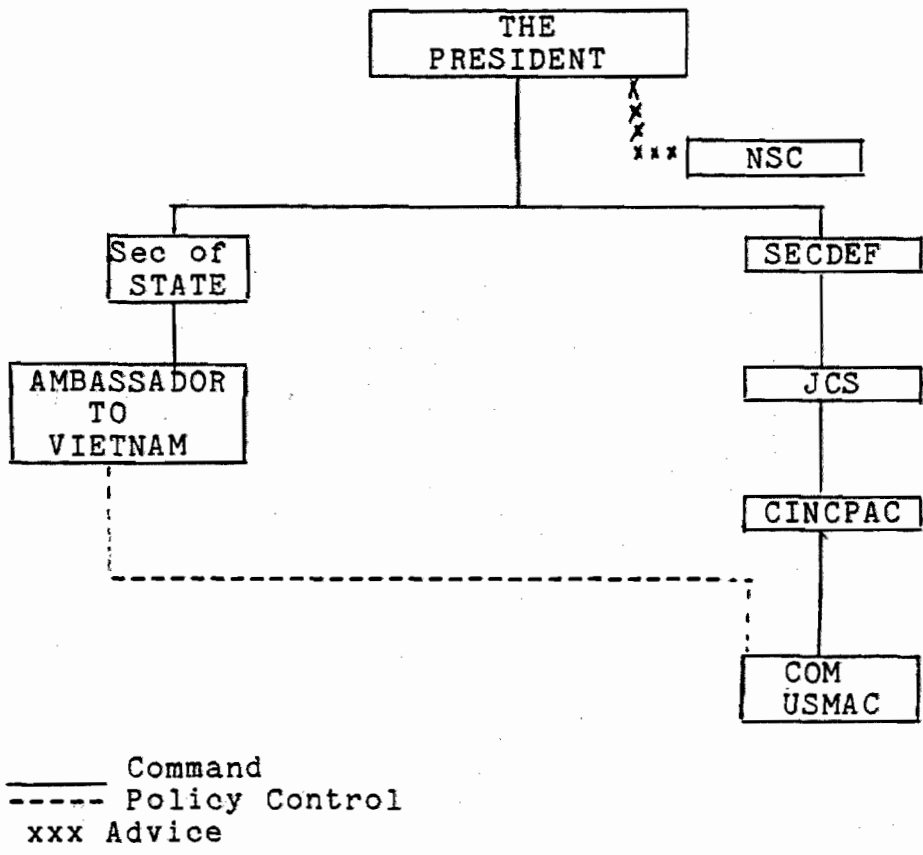 THE
PRESIDENT
xxx
NSC
Sec of
STATE
SECDEF
AMBASSADOR
TO
VIETNAM
JCS
CINCPAC
COM
USMAC
Command
Policy Control
xxx Advice